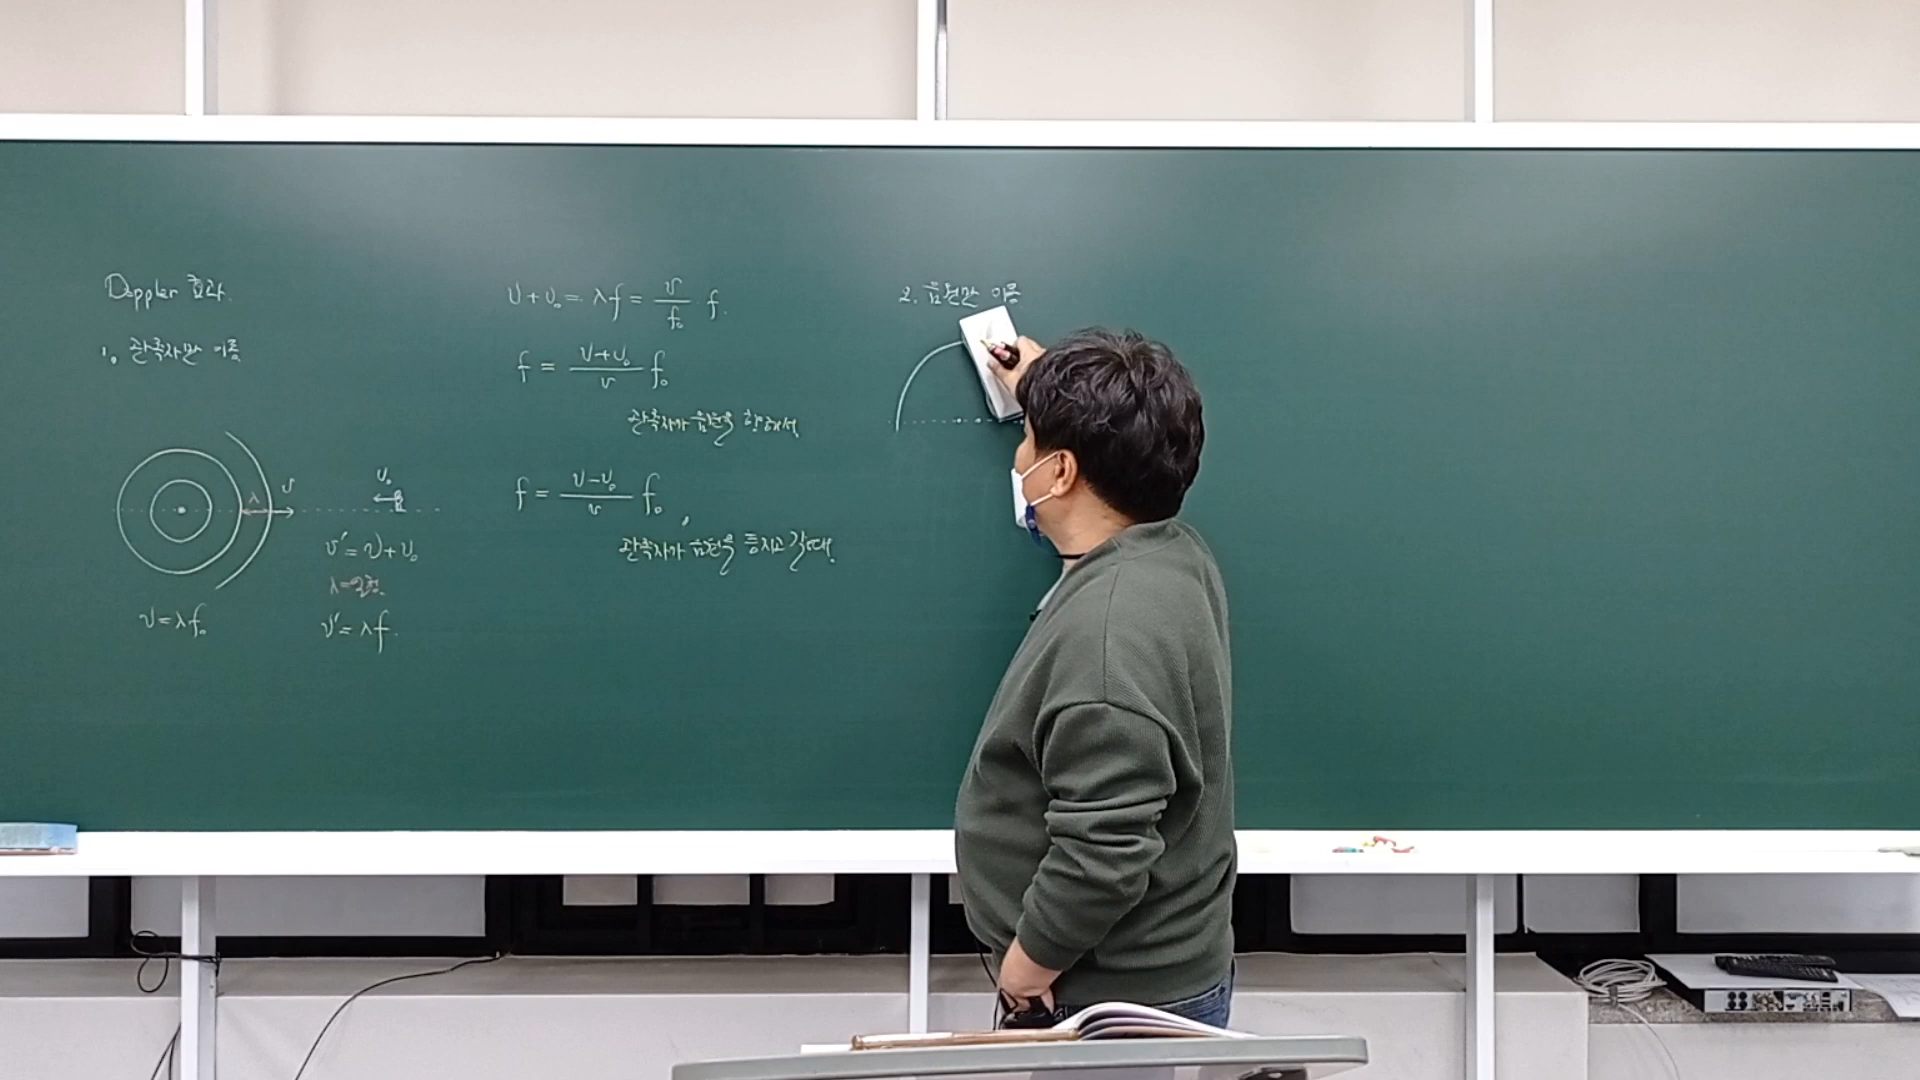 Doppler 효과.
1. 관측자만 이동
λ
v
v₀
v' = v + v₀
λ = 일정.
v = λf₀
v' = λf.
v + v₀ = λf = v/f₀ f.
f = (v+v₀)/v f₀
관측자가 음원을 향해서.
f = (v-v₀)/v f₀.
관측자가 음원을 등지고 갈때.
2. 음원만 이동